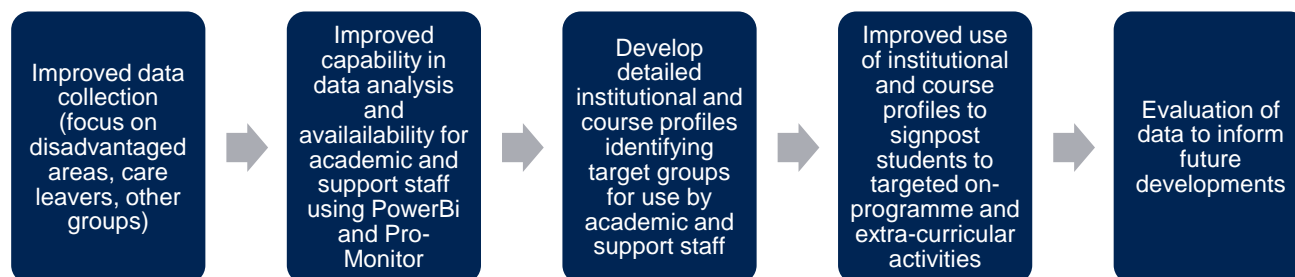 Improved data
collection
(focus on
disadvantaged
areas, care
leavers, other
groups)
Improved
capability in
data analysis
and
availailability for
academic and
support staff
using PowerBi
and Pro-
Monitor
Develop
detailed
institutional and
course profiles
identifying
target groups
for use by
academic and
support staff
Improved use
of institutional
and course
profiles to
signpost
students to
targeted on-
programme and
extra-curricular
activities
Evaluation of
data to inform
future
developments